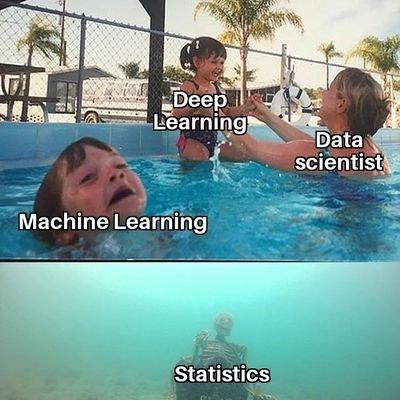 Deep
Learning
Data
scientist
Machine Learning
Statistics